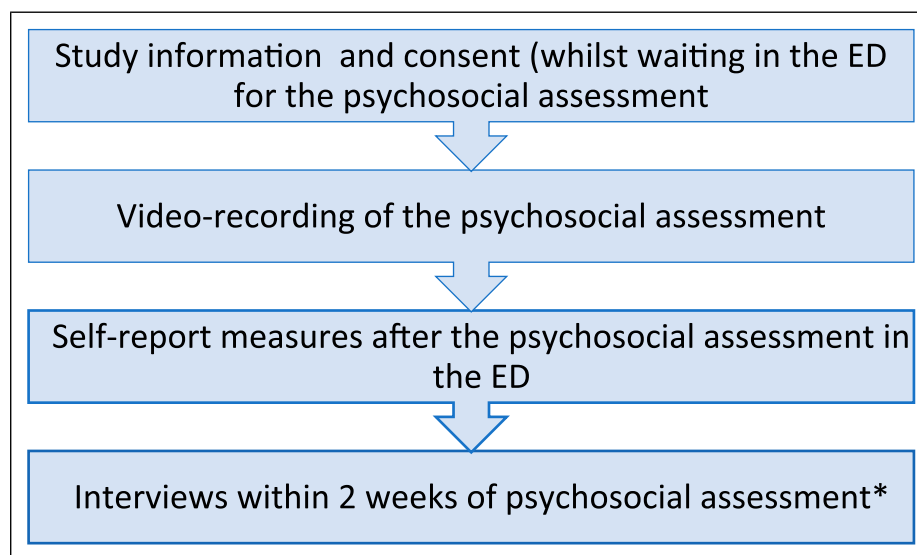 Study information  and consent (whilst waiting in the ED
for the psychosocial assessment
Video-recording of the psychosocial assessment
Self-report measures after the psychosocial assessment in
the ED
Interviews within 2 weeks of psychosocial assessment*